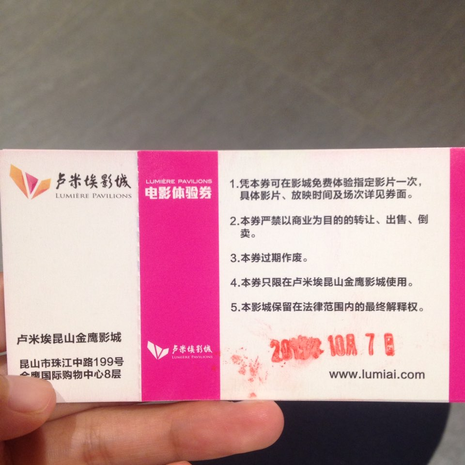 卢米埃影城
LUMIERE PAVILIONS
卢米埃昆山金鹰影城
昆山市珠江中路199号
金鹰国际购物中心8层
LUMIERE PAVILIONS
电影体验券
卢米埃影城
LUMIERE PAVILIONS
1.凭本券可在影城免费体验指定影片一次,
具体影片、放映时间及场次详见券面。
2.本券严禁以商业为目的的转让、出售、倒
卖。
3.本券过期作废。
4.本券只限在卢米埃昆山金鹰影城使用。
5.本影城保留在法律范围内的最终解释权。
10月 7日
www.lumiai.com